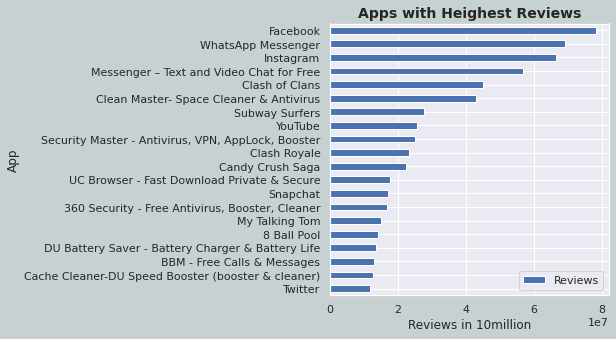 Apps with Heighest Reviews
Facebook
WhatsApp Messenger
Instagram
Messenger – Text and Video Chat for Free
Clash of Clans
Clean Master- Space Cleaner & Antivirus
Subway Surfers
YouTube
Security Master - Antivirus, VPN, AppLock, Booster
Clash Royale
Candy Crush Saga
UC Browser - Fast Download Private & Secure
Snapchat
360 Security - Free Antivirus, Booster, Cleaner
My Talking Tom
8 Ball Pool
DU Battery Saver - Battery Charger & Battery Life
BBM - Free Calls & Messages
Cache Cleaner-DU Speed Booster (booster & cleaner)
Twitter
App
Reviews
0 2 4 6 8
1e7
Reviews in 10million